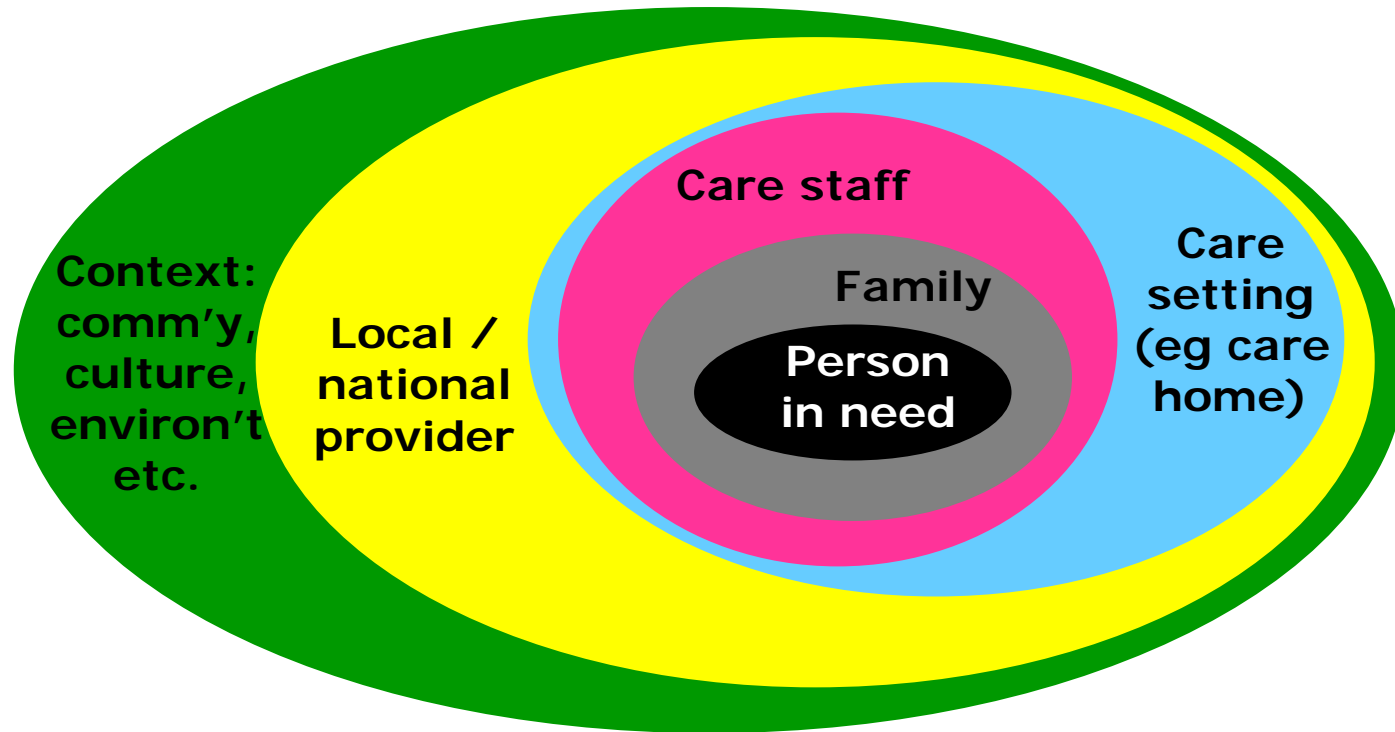 Context:
comm'y,
culture,
environ't
etc.
Local /
national
provider
Care staff
Family
Person
in need
Care
setting
(eg care
home)